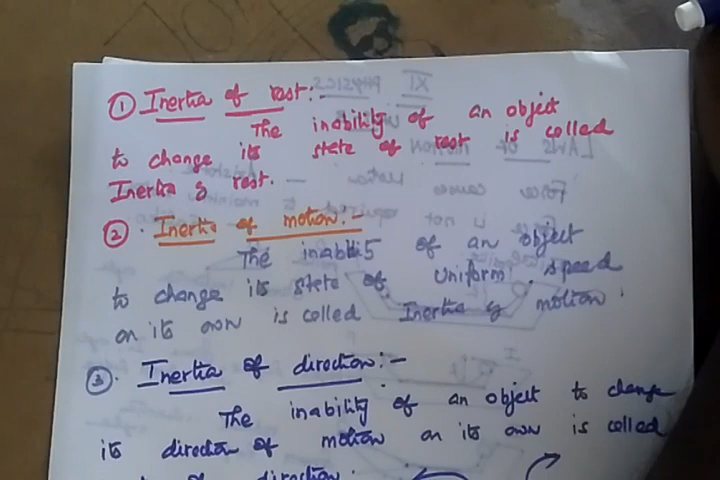 ① Inertia of rest:-
The inability of an object
to change its state of rest is called
Inertia of rest.
② . Inertia of motion:-
The inabili5 of an object
to change its state of uniform speed
on its own is called Inertia of motion.
③. Inertia of direction:-
The inability of an object to change
its direction of motion on its own is called
of direction.